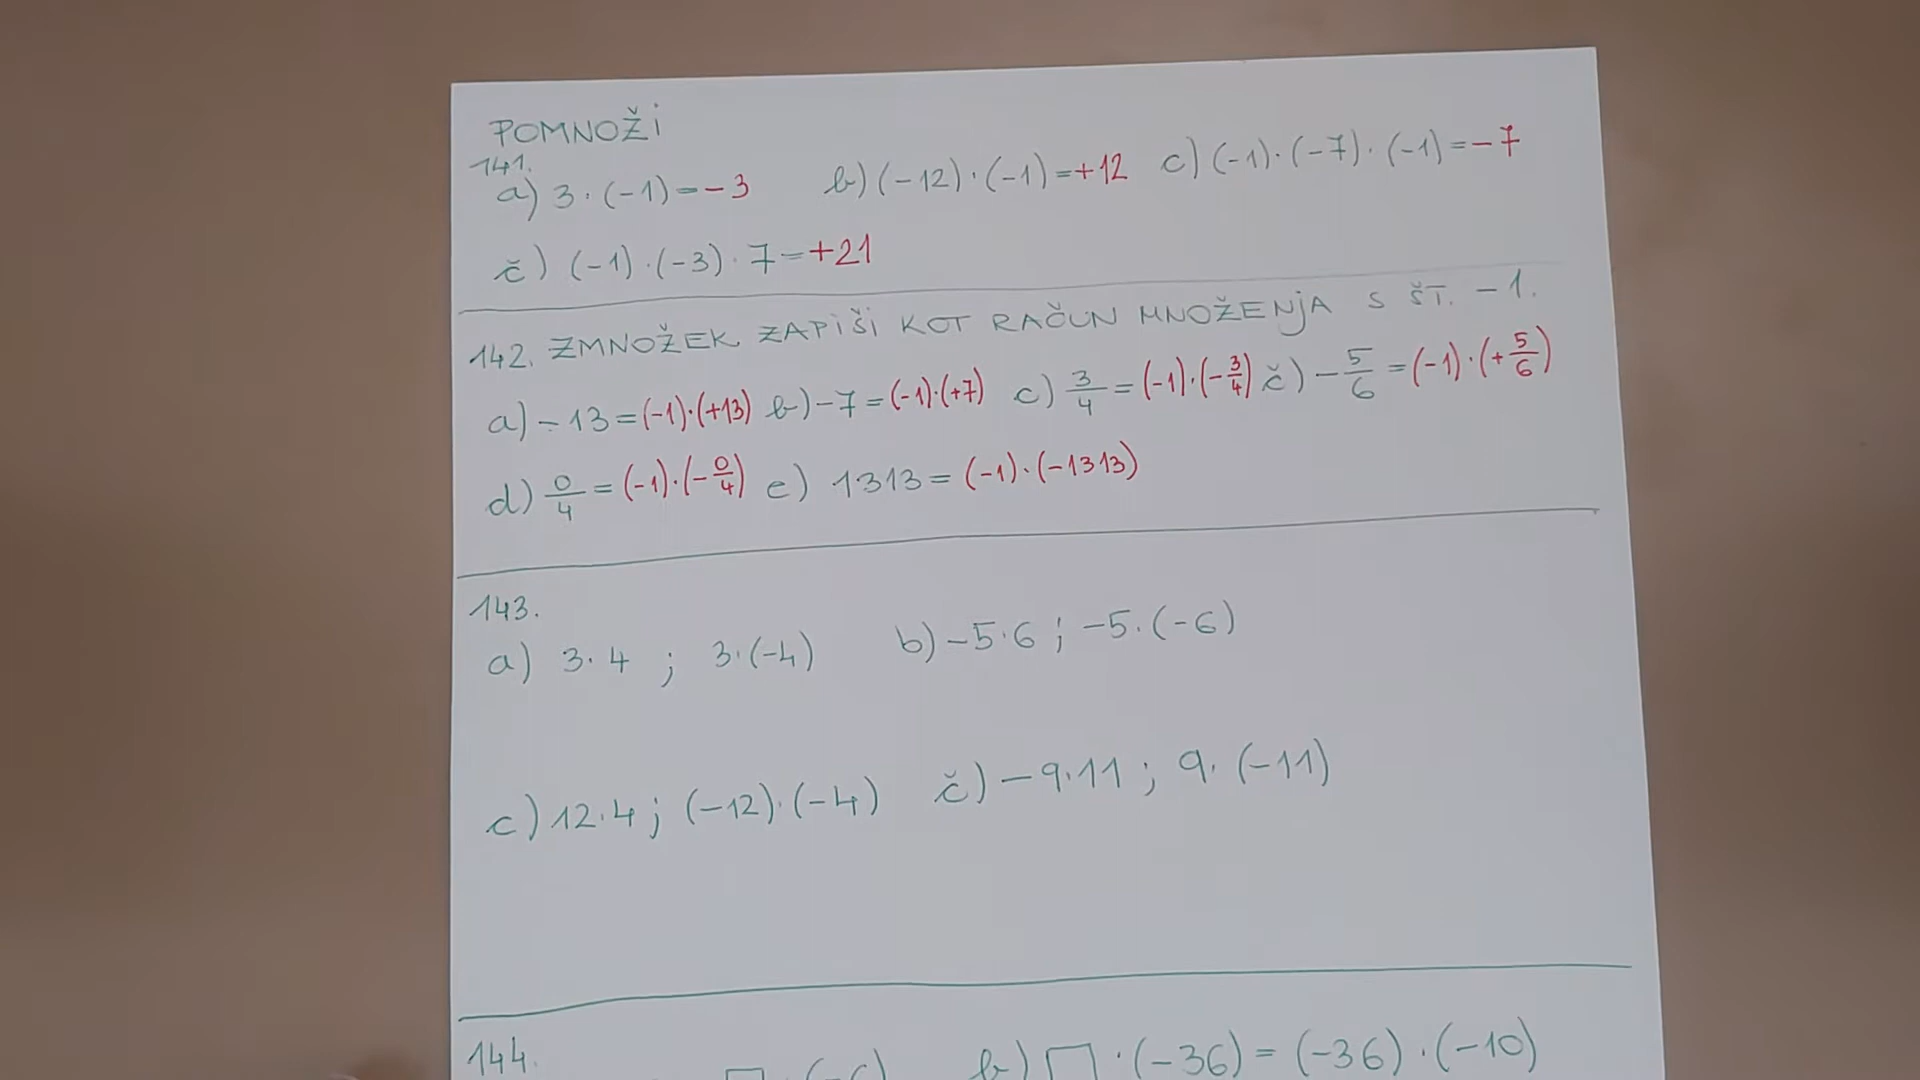 POMNOŽI
141.
a) 3·(-1)=-3 b) (-12)·(-1)=+12 c) (-1)·(-7)·(-1)=-7
č) (-1)·(-3)·7=+21
142. ZMNOŽEK ZAPIŠI KOT RAČUN MNOŽENJA S ŠT. -1.
a) -13=(-1)·(+13) b) -7=(-1)·(+7) c) 3/4=(-1)·(-3/4) č) -5/6=(-1)·(+5/6)
d) 0/4=(-1)·(-0/4) e) 1313=(-1)·(-1313)
143.
a) 3·4 ; 3·(-4) b) -5·6 ; -5·(-6)
c) 12·4 ; (-12)·(-4) č) -9·11 ; 9·(-11)
144.
b) □·(-36)=(-36)·(-10)